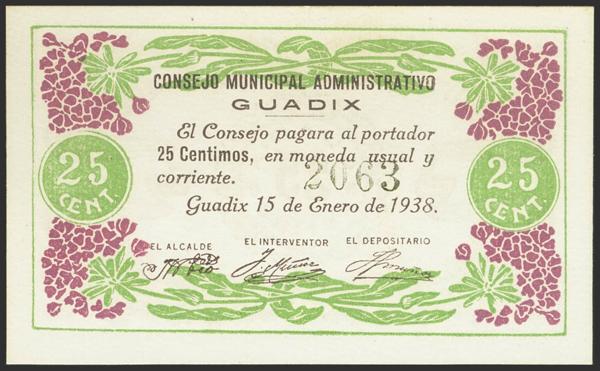 CONSEJO MUNICIPAL ADMINISTRATIVO
GUADIX
El Consejo pagara al portador
25 Centimos, en moneda usual y
corriente. 2063
Guadix 15 de Enero de 1938.
25
CENT.
25
CENT.
EL ALCALDE EL INTERVENTOR EL DEPOSITARIO